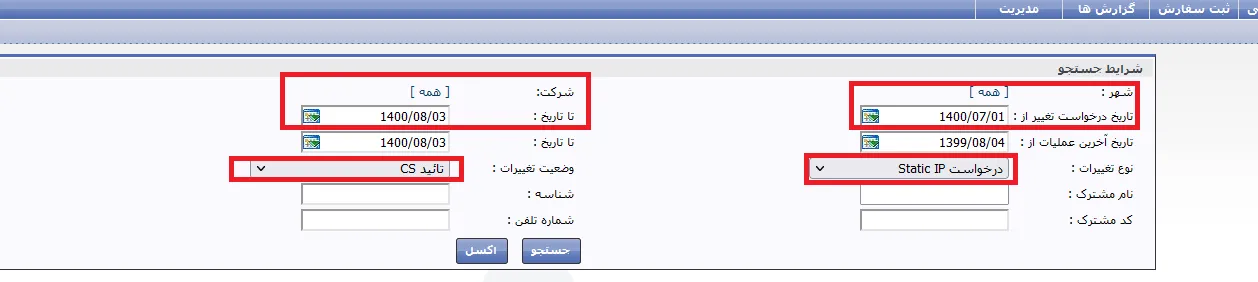 ثبت سفارش گزارش ها مدیریت
شرایط جستجو
شهر : [ همه ] شرکت: [ همه ]
تاریخ درخواست تغییر از : 1400/07/01 تا تاریخ : 1400/08/03
تاریخ آخرین عملیات از : 1399/08/04 تا تاریخ : 1400/08/03
نوع تغییرات : درخواست Static IP وضعیت تغییرات : تائید CS
نام مشترک : شناسه :
کد مشترک : شماره تلفن :
جستجو اکسل